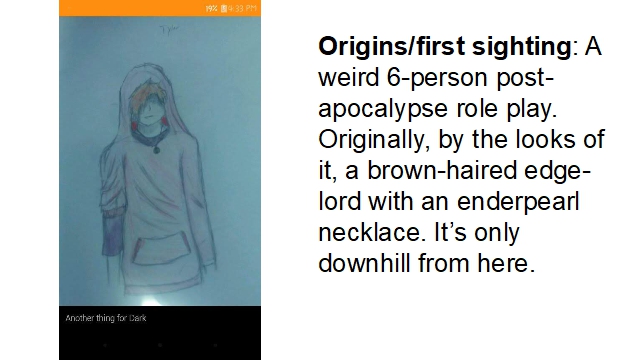 19% 4:33 PM
Another thing for Dark
Origins/first sighting: A
weird 6-person post-
apocalypse role play.
Originally, by the looks of
it, a brown-haired edge-
lord with an enderpearl
necklace. It’s only
downhill from here.